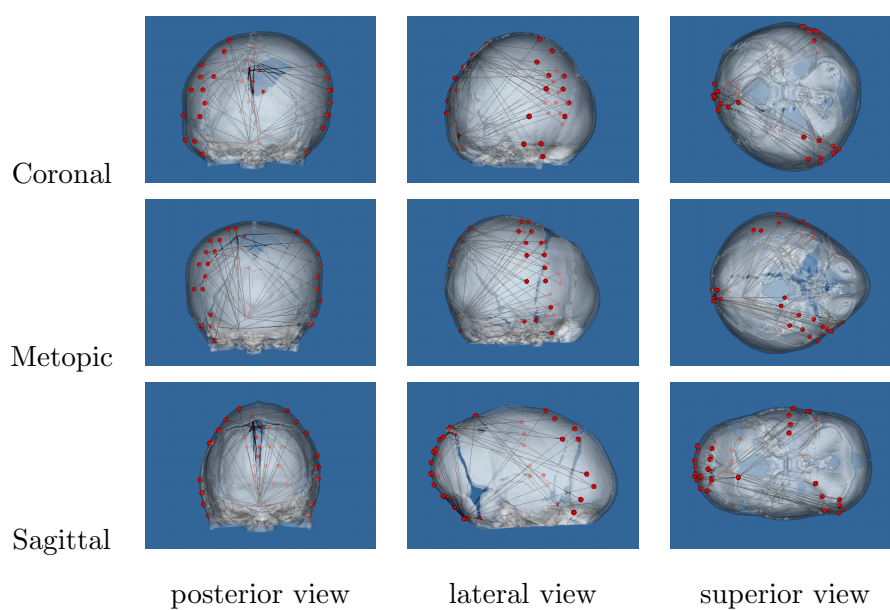 Coronal
Metopic
Sagittal
posterior view
lateral view
superior view